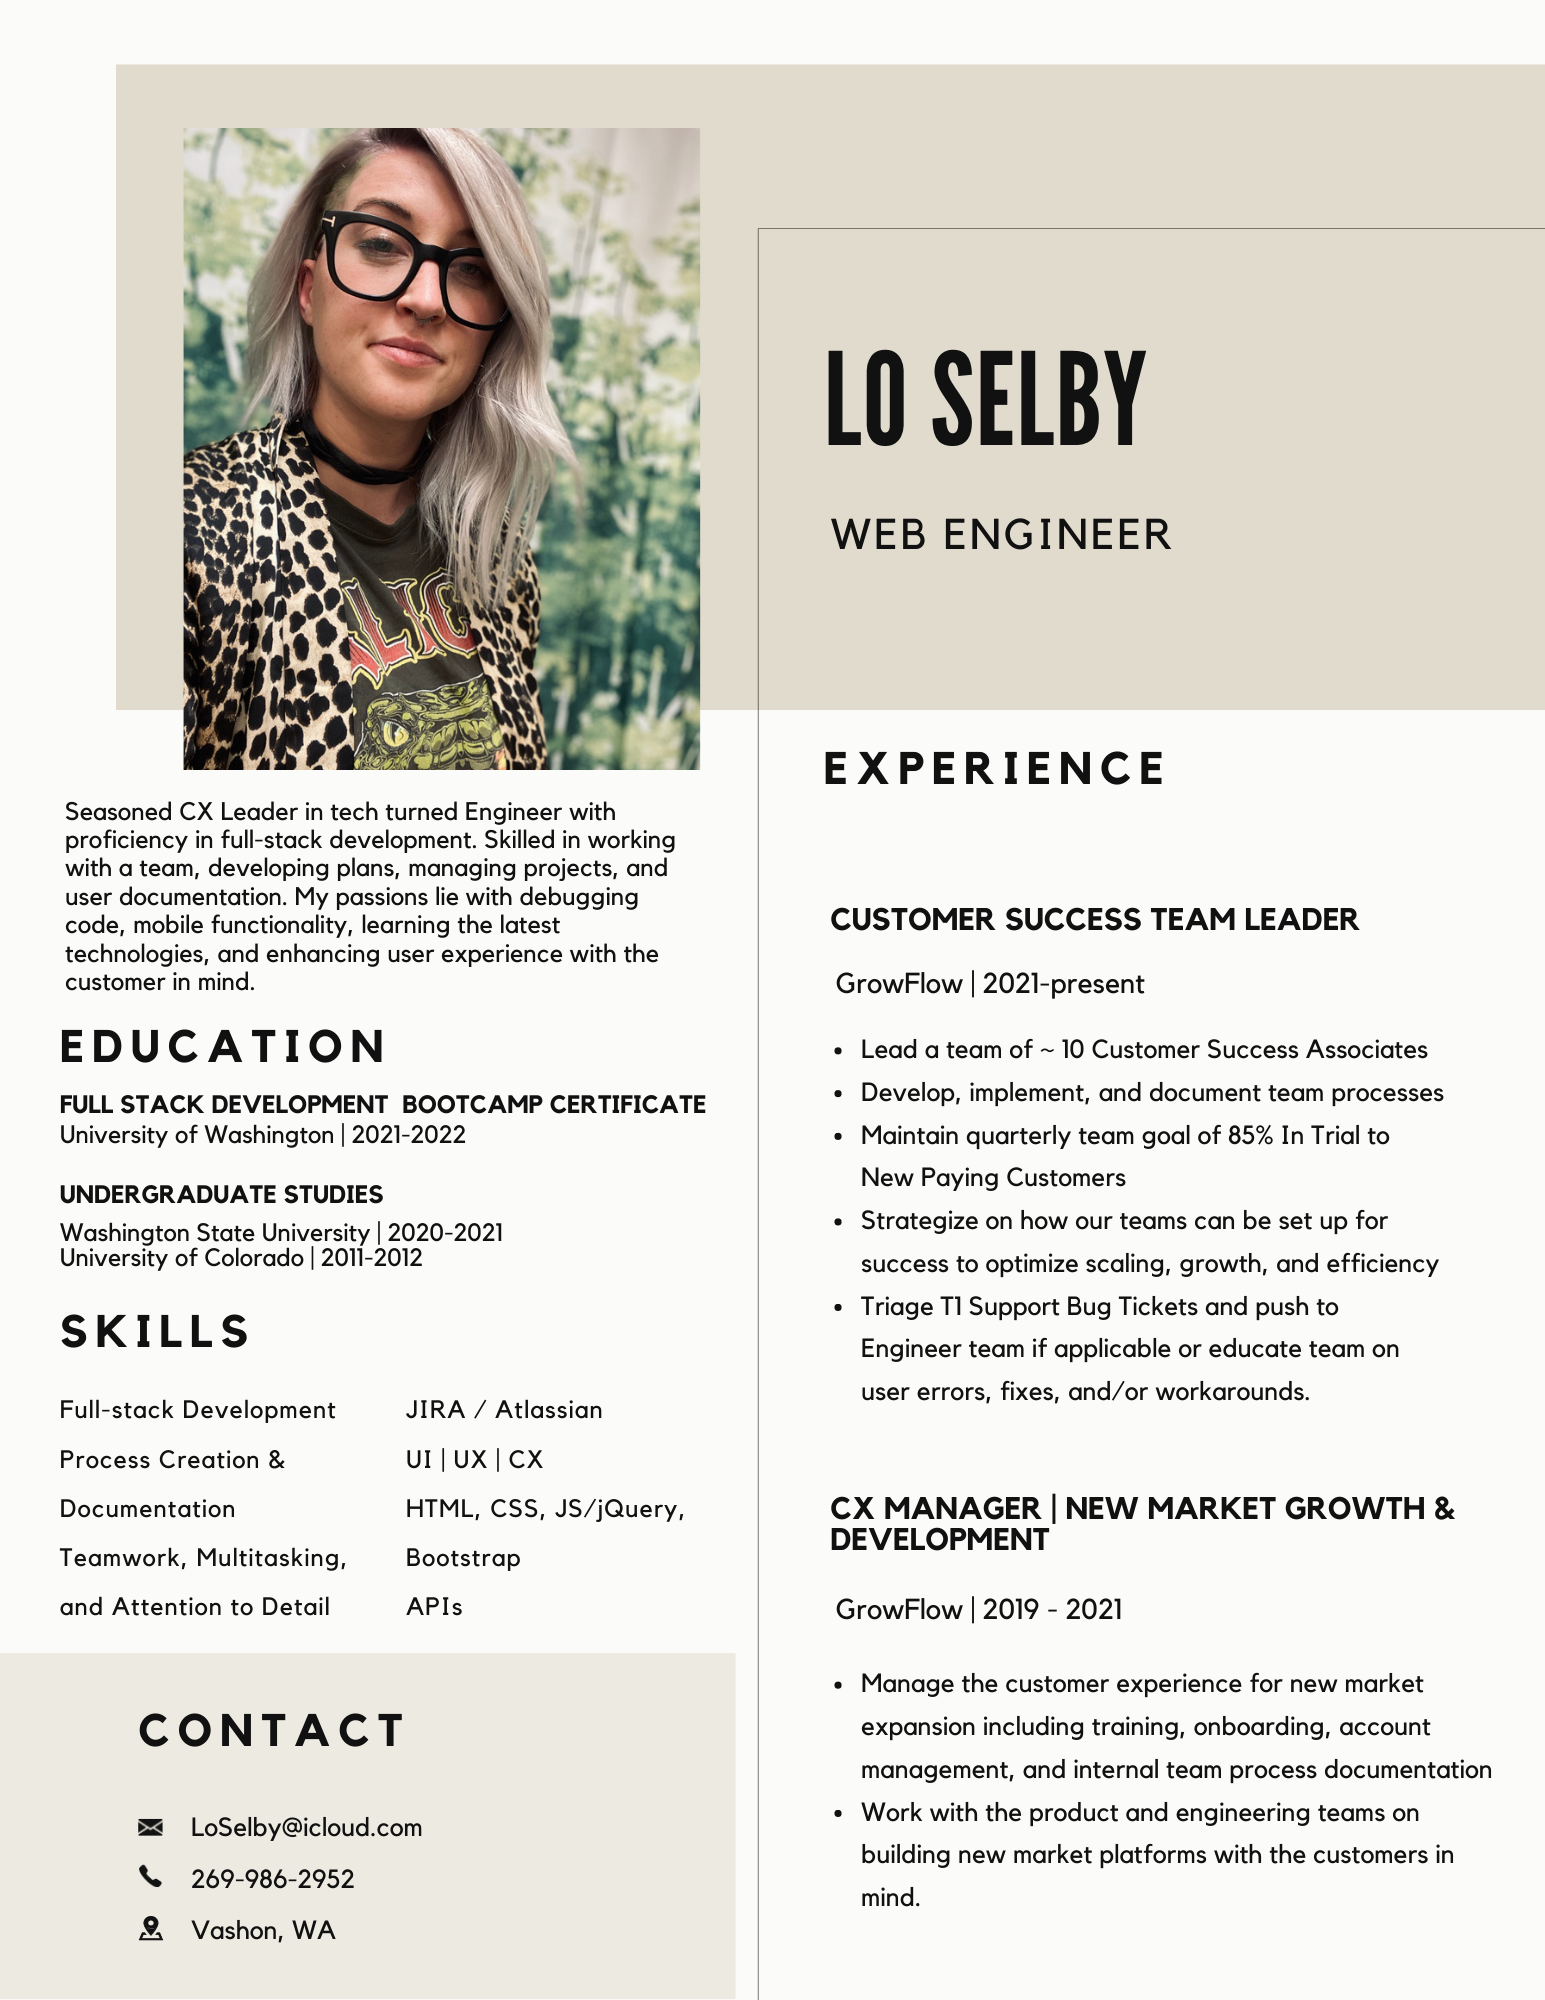 LO SELBY
WEB ENGINEER
Seasoned CX Leader in tech turned Engineer with
proficiency in full-stack development. Skilled in working
with a team, developing plans, managing projects, and
user documentation. My passions lie with debugging
code, mobile functionality, learning the latest
technologies, and enhancing user experience with the
customer in mind.
EDUCATION
FULL STACK DEVELOPMENT  BOOTCAMP CERTIFICATE
University of Washington | 2021-2022
UNDERGRADUATE STUDIES
Washington State University | 2020-2021
University of Colorado | 2011-2012
SKILLS
Full-stack Development
Process Creation &
Documentation
Teamwork, Multitasking,
and Attention to Detail
JIRA / Atlassian
UI | UX | CX
HTML, CSS, JS/jQuery,
Bootstrap
APIs
CONTACT
LoSelby@icloud.com
269-986-2952
Vashon, WA
EXPERIENCE
CUSTOMER SUCCESS TEAM LEADER
GrowFlow | 2021-present
• Lead a team of ~ 10 Customer Success Associates
• Develop, implement, and document team processes
• Maintain quarterly team goal of 85% In Trial to
New Paying Customers
• Strategize on how our teams can be set up for
success to optimize scaling, growth, and efficiency
• Triage T1 Support Bug Tickets and push to
Engineer team if applicable or educate team on
user errors, fixes, and/or workarounds.
CX MANAGER | NEW MARKET GROWTH &
DEVELOPMENT
GrowFlow | 2019 - 2021
• Manage the customer experience for new market
expansion including training, onboarding, account
management, and internal team process documentation
• Work with the product and engineering teams on
building new market platforms with the customers in
mind.